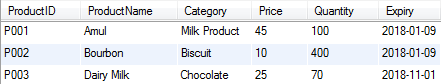 ProductID ProductName Category Price Quantity Expiry
P001 Amul Milk Product 45 100 2018-01-09
P002 Bourbon Biscuit 10 400 2018-01-09
P003 Dairy Milk Chocolate 25 70 2018-11-01